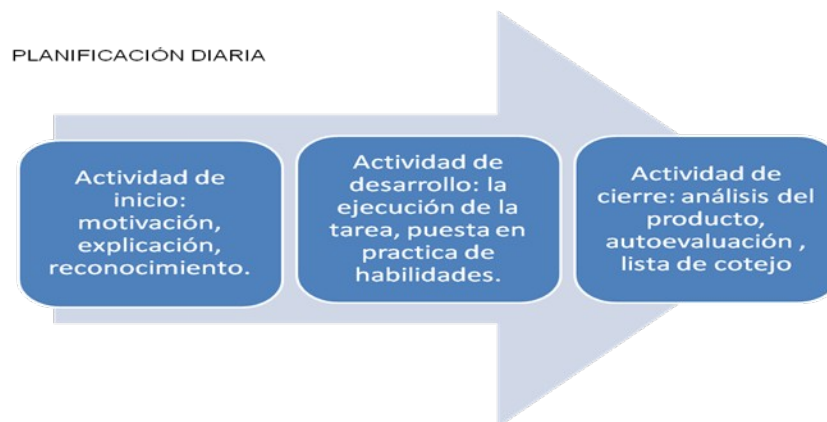 PLANIFICACIÓN DIARIA
Actividad de
inicio:
motivación,
explicación,
reconocimiento.
Actividad de
desarrollo: la
ejecución de la
tarea, puesta en
practica de
habilidades.
Actividad de
cierre: análisis del
producto,
autoevaluación ,
lista de cotejo